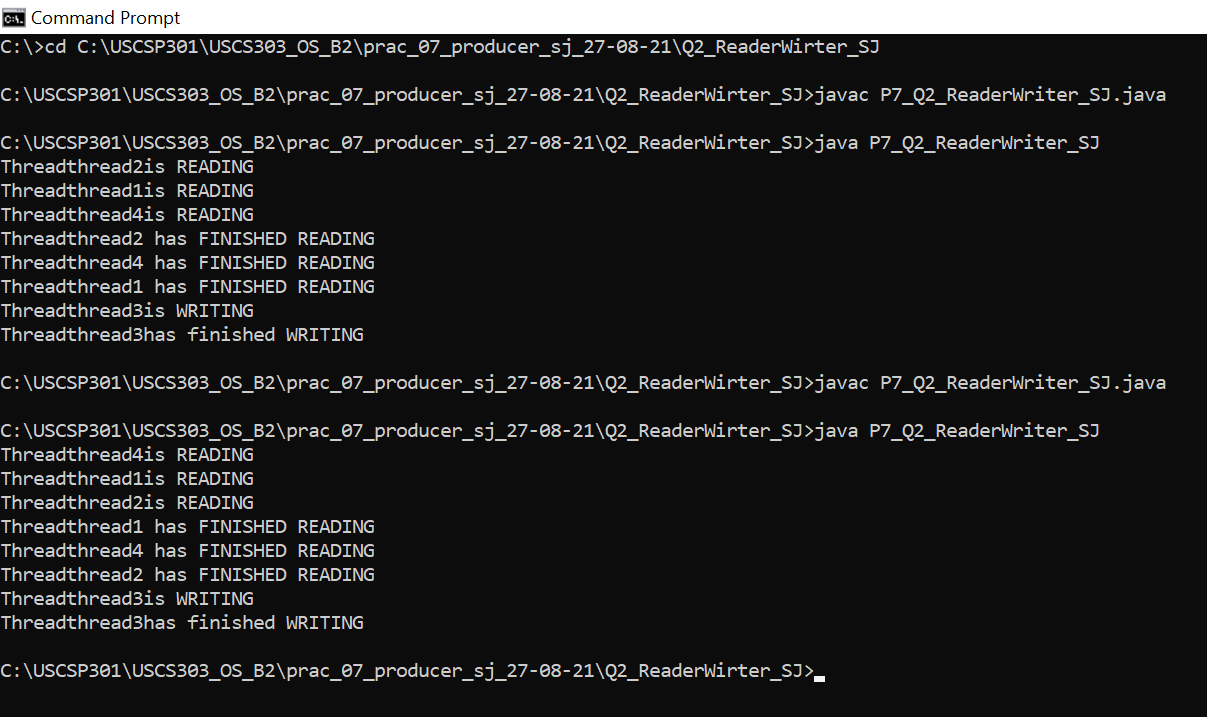 Command Prompt
C:\>cd C:\USCSP301\USCS303_OS_B2\prac_07_producer_sj_27-08-21\Q2_ReaderWirter_SJ
C:\USCSP301\USCS303_OS_B2\prac_07_producer_sj_27-08-21\Q2_ReaderWirter_SJ>javac P7_Q2_ReaderWriter_SJ.java
C:\USCSP301\USCS303_OS_B2\prac_07_producer_sj_27-08-21\Q2_ReaderWirter_SJ>java P7_Q2_ReaderWriter_SJ
Threadthread2is READING
Threadthread1is READING
Threadthread4is READING
Threadthread2 has FINISHED READING
Threadthread4 has FINISHED READING
Threadthread1 has FINISHED READING
Threadthread3is WRITING
Threadthread3has finished WRITING
C:\USCSP301\USCS303_OS_B2\prac_07_producer_sj_27-08-21\Q2_ReaderWirter_SJ>javac P7_Q2_ReaderWriter_SJ.java
C:\USCSP301\USCS303_OS_B2\prac_07_producer_sj_27-08-21\Q2_ReaderWirter_SJ>java P7_Q2_ReaderWriter_SJ
Threadthread4is READING
Threadthread1is READING
Threadthread2is READING
Threadthread1 has FINISHED READING
Threadthread4 has FINISHED READING
Threadthread2 has FINISHED READING
Threadthread3is WRITING
Threadthread3has finished WRITING
C:\USCSP301\USCS303_OS_B2\prac_07_producer_sj_27-08-21\Q2_ReaderWirter_SJ>